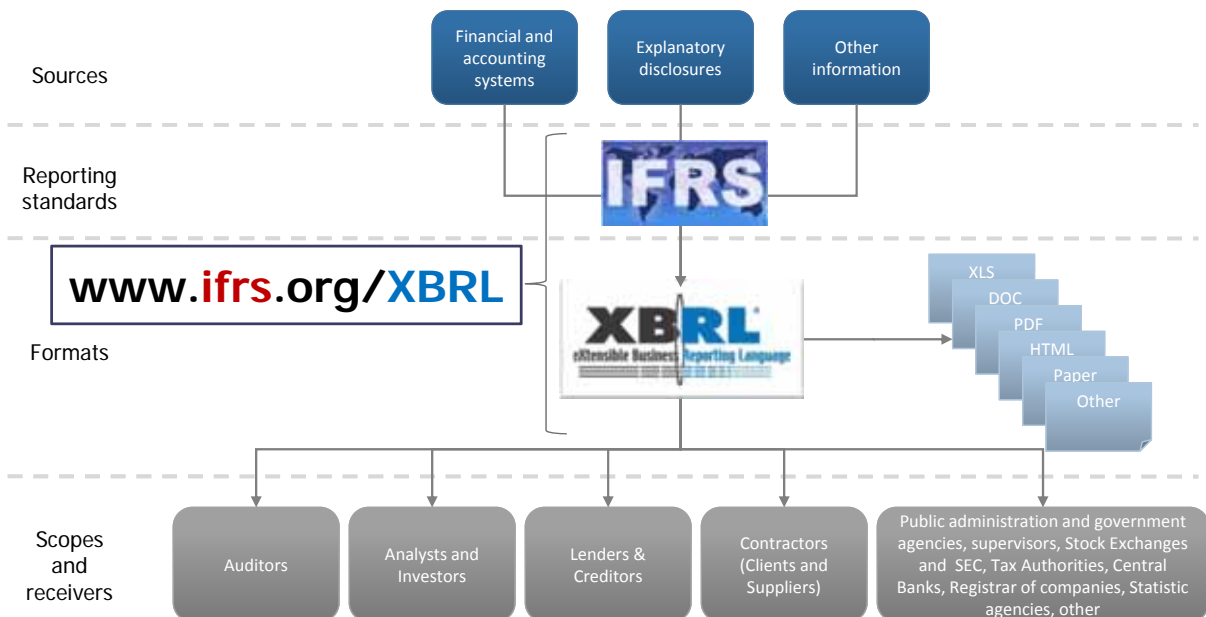 Sources
Financial and
accounting
systems
Explanatory
disclosures
Other
information
Reporting
standards
IFRS
www.ifrs.org/XBRL
Formats
XBRL
eXtensible Business Reporting Language
XLS
DOC
PDF
HTML
Paper
Other
Scopes
and
receivers
Auditors
Analysts and
Investors
Lenders &
Creditors
Contractors
(Clients and
Suppliers)
Public administration and government
agencies, supervisors, Stock Exchanges
and SEC, Tax Authorities, Central
Banks, Registrar of companies, Statistic
agencies, other